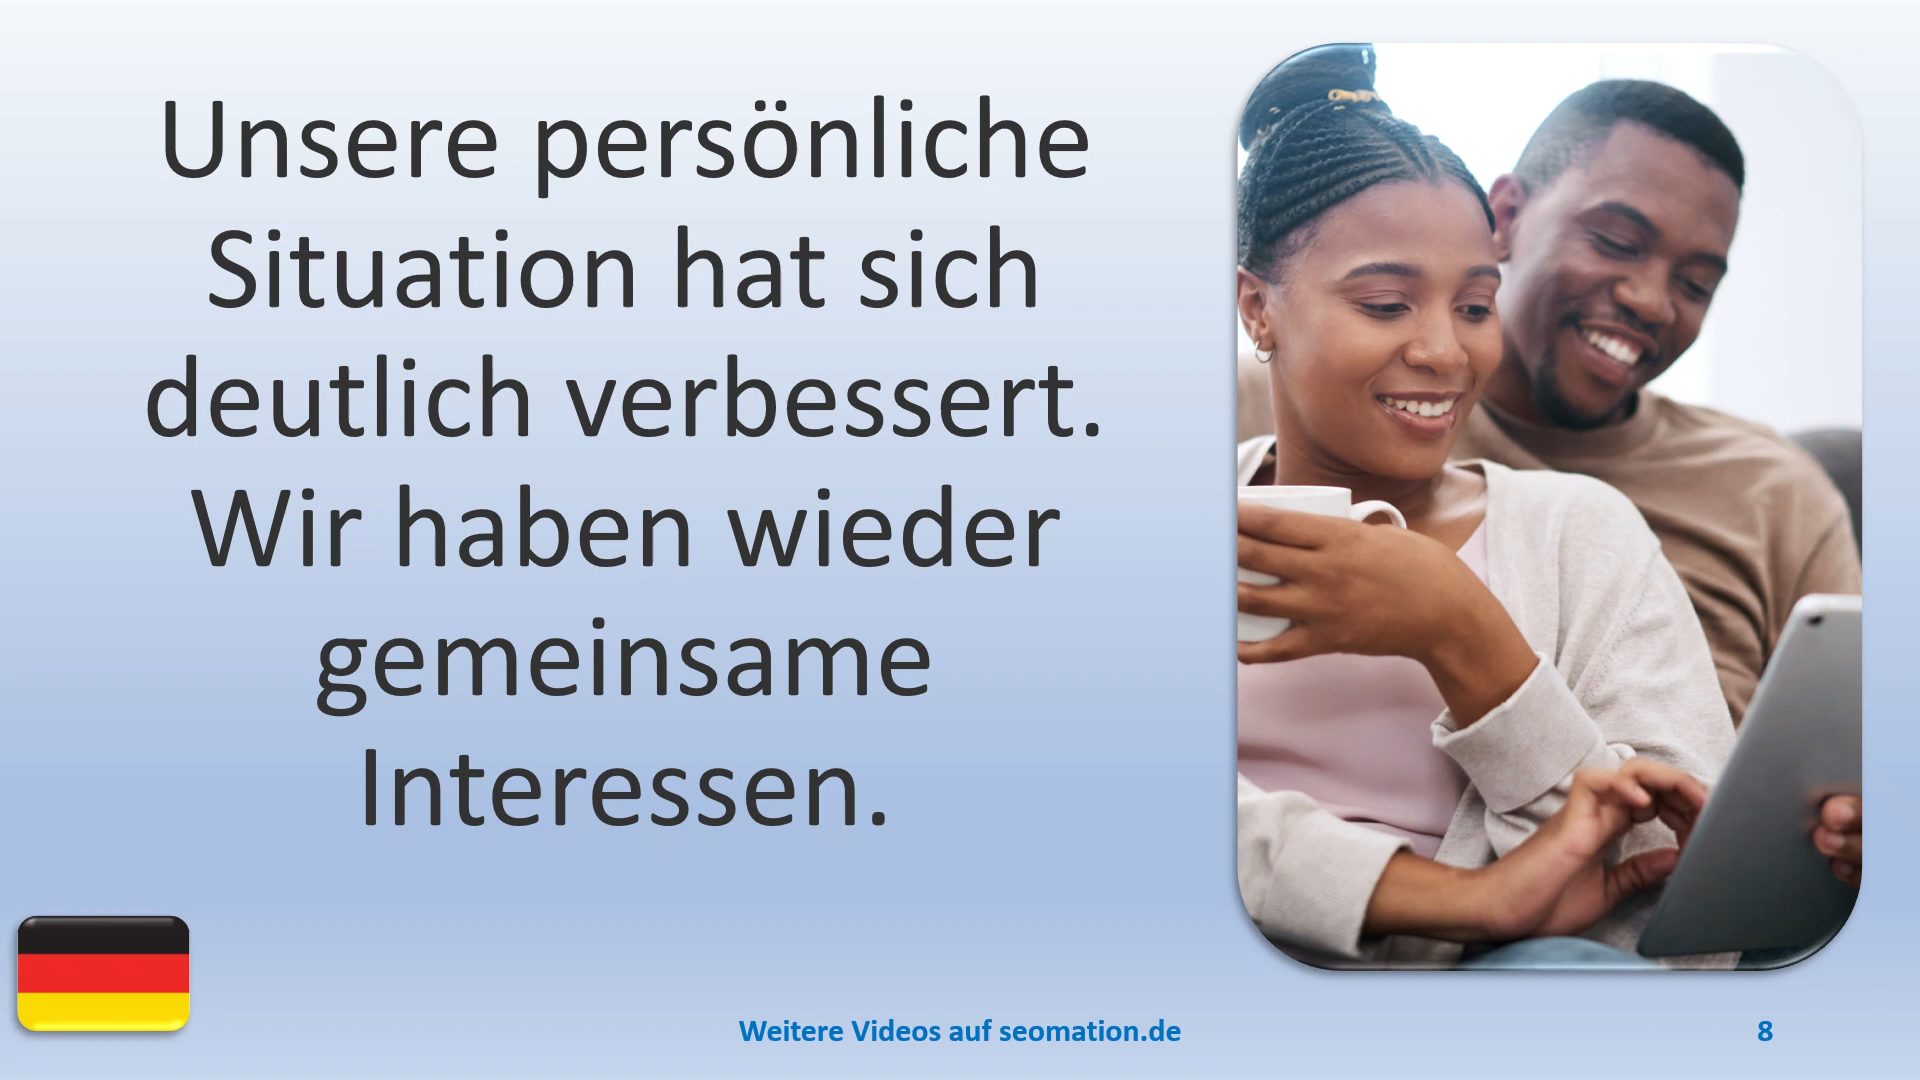 Unsere persönliche
Situation hat sich
deutlich verbessert.
Wir haben wieder
gemeinsame
Interessen.
Weitere Videos auf seomation.de
8